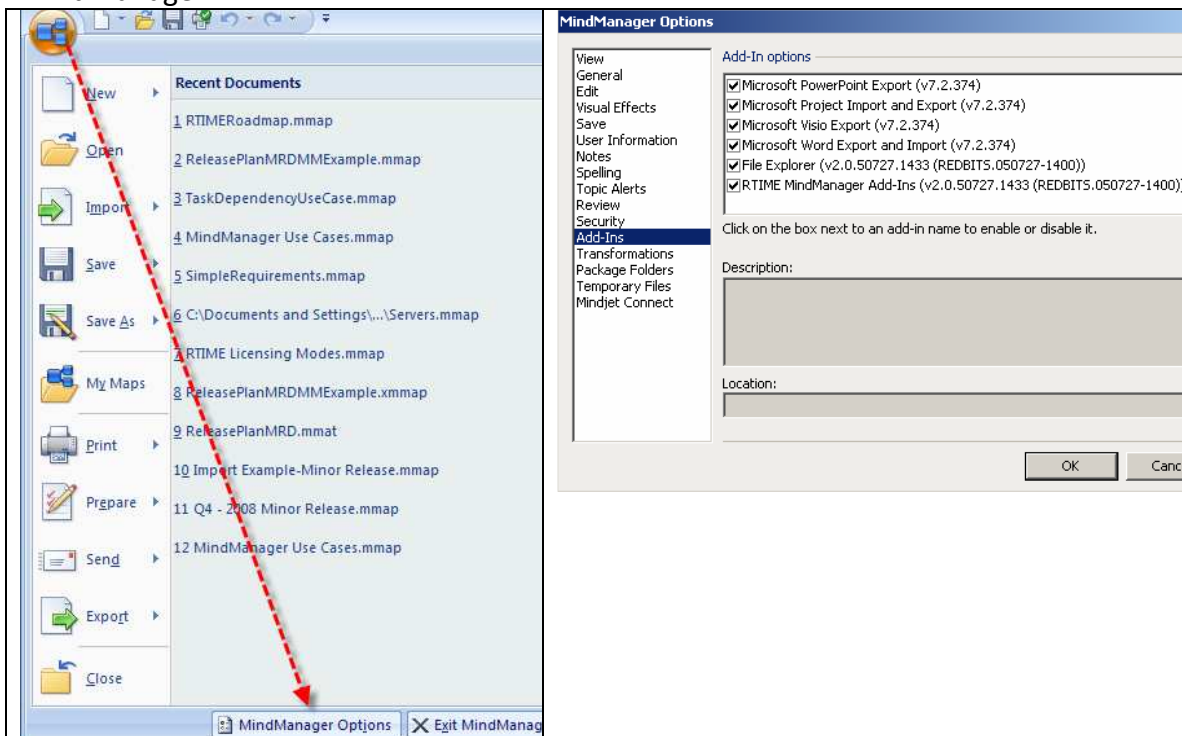 Recent Documents
New
1 RTIMERoadmap.mmap
Open
2 ReleasePlanMRDMMExample.mmap
Import
3 TaskDependencyUseCase.mmap
4 MindManager Use Cases.mmap
Save
5 SimpleRequirements.mmap
Save As
6 C:\Documents and Settings\...\Servers.mmap
7 RTIME Licensing Modes.mmap
My Maps
8 ReleasePlanMRDMMExample.xmmap
Print
9 ReleasePlanMRD.mmat
10 Import Example-Minor Release.mmap
Prepare
11 Q4 - 2008 Minor Release.mmap
Send
12 MindManager Use Cases.mmap
Export
Close
MindManager Options
Exit MindManag
MindManager Options
View
General
Edit
Visual Effects
Save
User Information
Notes
Spelling
Topic Alerts
Review
Security
Add-Ins
Transformations
Package Folders
Temporary Files
Mindjet Connect
Add-In options
Microsoft PowerPoint Export (v7.2.374)
Microsoft Project Import and Export (v7.2.374)
Microsoft Visio Export (v7.2.374)
Microsoft Word Export and Import (v7.2.374)
File Explorer (v2.0.50727.1433 (REDBITS.050727-1400))
RTIME MindManager Add-Ins (v2.0.50727.1433 (REDBITS.050727-1400))
Click on the box next to an add-in name to enable or disable it.
Description:
Location:
OK
Canc